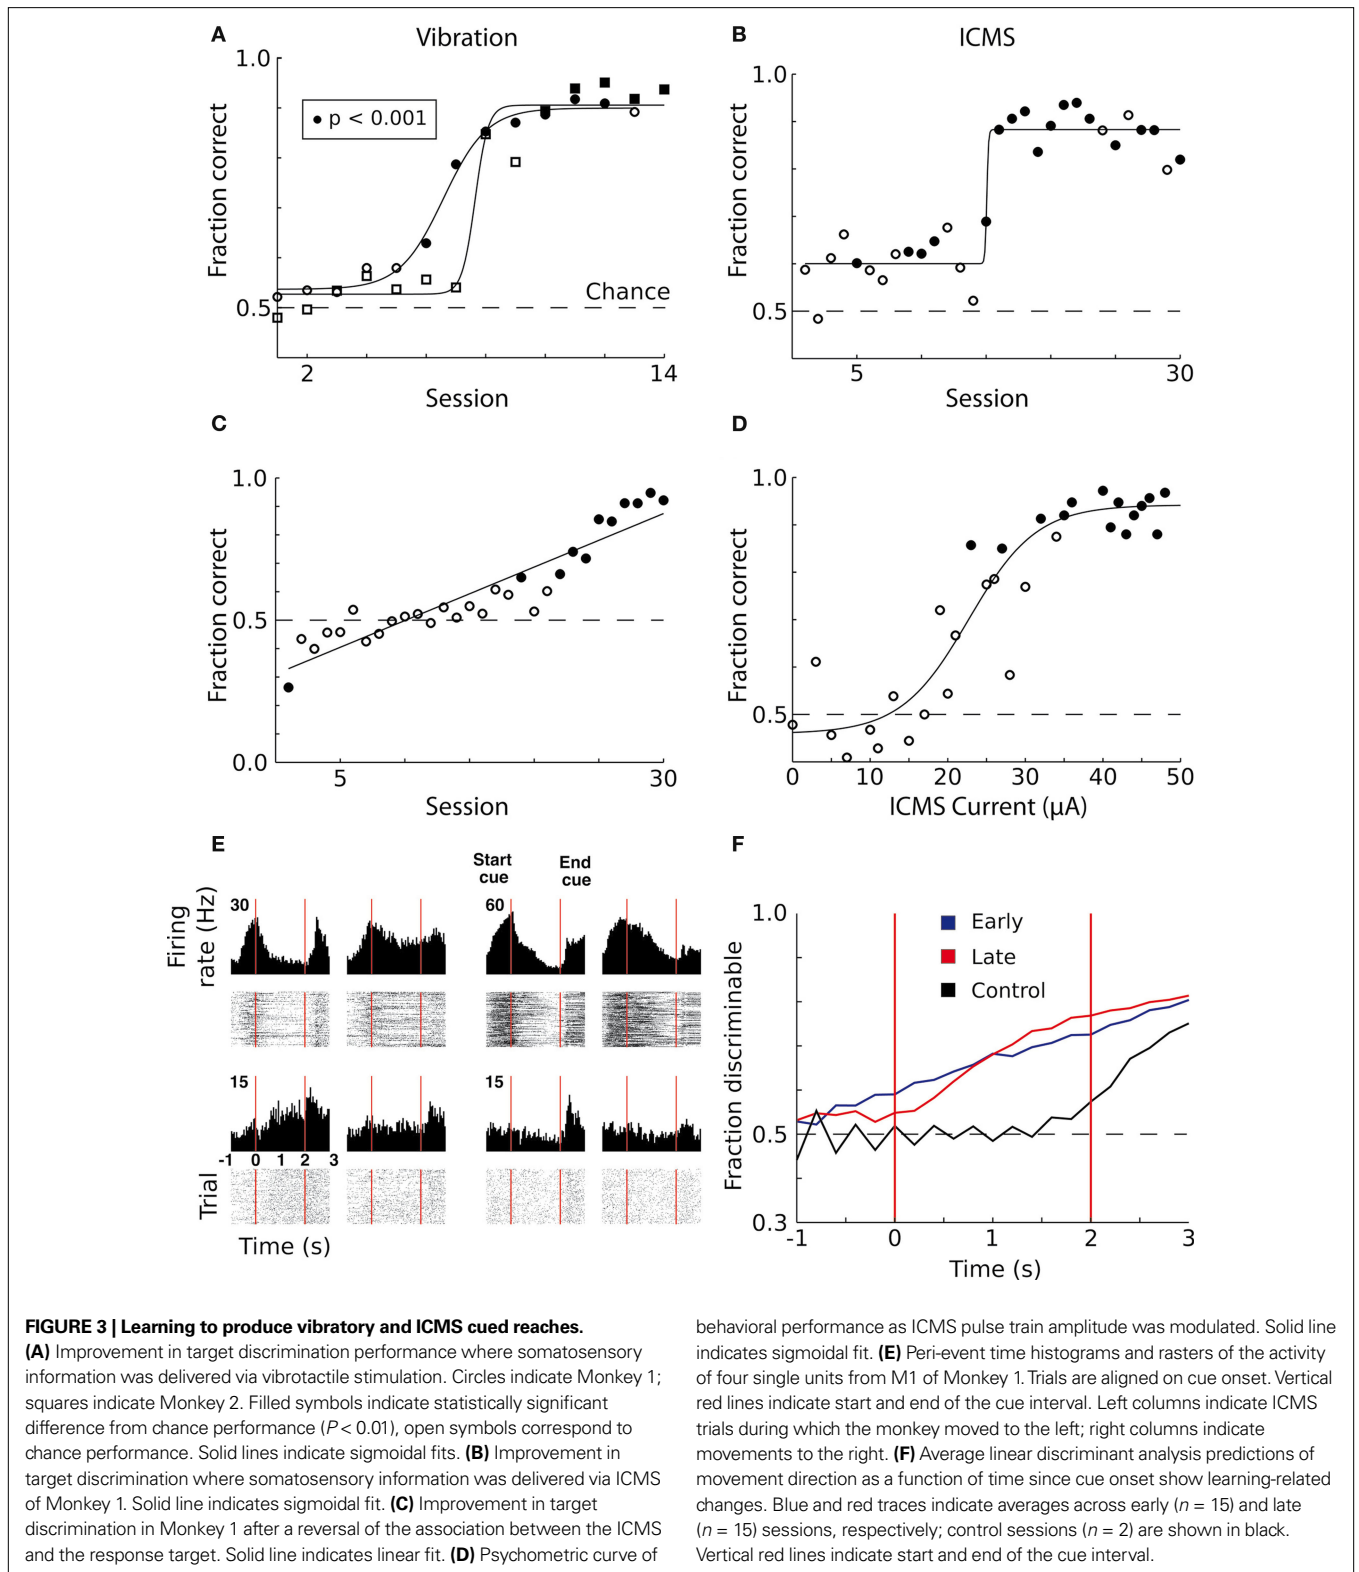 A
Vibration
1.0
p < 0.001
Fraction correct
Chance
0.5
2
14
Session
B
ICMS
1.0
Fraction correct
0.5
5
30
Session
C
1.0
Fraction correct
0.5
0.0
5
30
Session
D
1.0
Fraction correct
0.5
0
10
20
30
40
50
ICMS Current (µA)
E
Start
cue
End
cue
Firing
rate (Hz)
30
60
15
15
-1
0
1
2
3
Trial
Time (s)
F
1.0
Early
Late
Control
Fraction discriminable
0.5
0.3
-1
0
1
2
3
Time (s)
FIGURE 3 | Learning to produce vibratory and ICMS cued reaches.
(A) Improvement in target discrimination performance where somatosensory
information was delivered via vibrotactile stimulation. Circles indicate Monkey 1;
squares indicate Monkey 2. Filled symbols indicate statistically significant
difference from chance performance (P < 0.01), open symbols correspond to
chance performance. Solid lines indicate sigmoidal fits. (B) Improvement in
target discrimination where somatosensory information was delivered via ICMS
of Monkey 1. Solid line indicates sigmoidal fit. (C) Improvement in target
discrimination in Monkey 1 after a reversal of the association between the ICMS
and the response target. Solid line indicates linear fit. (D) Psychometric curve of
behavioral performance as ICMS pulse train amplitude was modulated. Solid line
indicates sigmoidal fit. (E) Peri-event time histograms and rasters of the activity
of four single units from M1 of Monkey 1. Trials are aligned on cue onset. Vertical
red lines indicate start and end of the cue interval. Left columns indicate ICMS
trials during which the monkey moved to the left; right columns indicate
movements to the right. (F) Average linear discriminant analysis predictions of
movement direction as a function of time since cue onset show learning-related
changes. Blue and red traces indicate averages across early (n = 15) and late
(n = 15) sessions, respectively; control sessions (n = 2) are shown in black.
Vertical red lines indicate start and end of the cue interval.